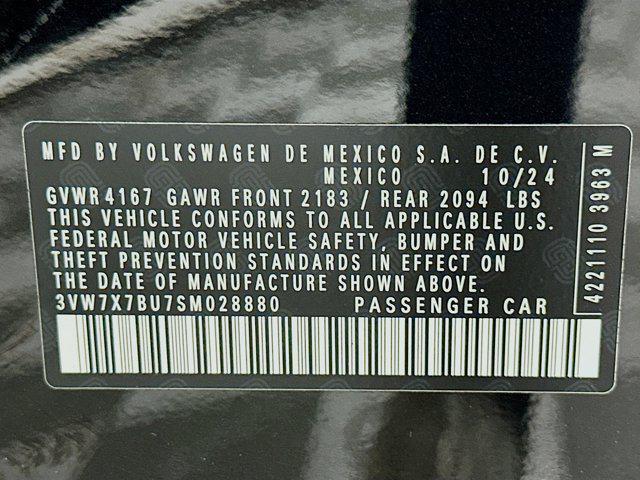 MFD BY VOLKSWAGEN DE MEXICO S.A. DE C.V.
MEXICO 10/24
GVWR 4167 GAWR FRONT 2183 / REAR 2094 LBS
THIS VEHICLE CONFORMS TO ALL APPLICABLE U.S.
FEDERAL MOTOR VEHICLE SAFETY, BUMPER AND
THEFT PREVENTION STANDARDS IN EFFECT ON
THE DATE OF MANUFACTURE SHOWN ABOVE.
3VW7X7BU7SM028880 PASSENGER CAR
4221110 3963 M